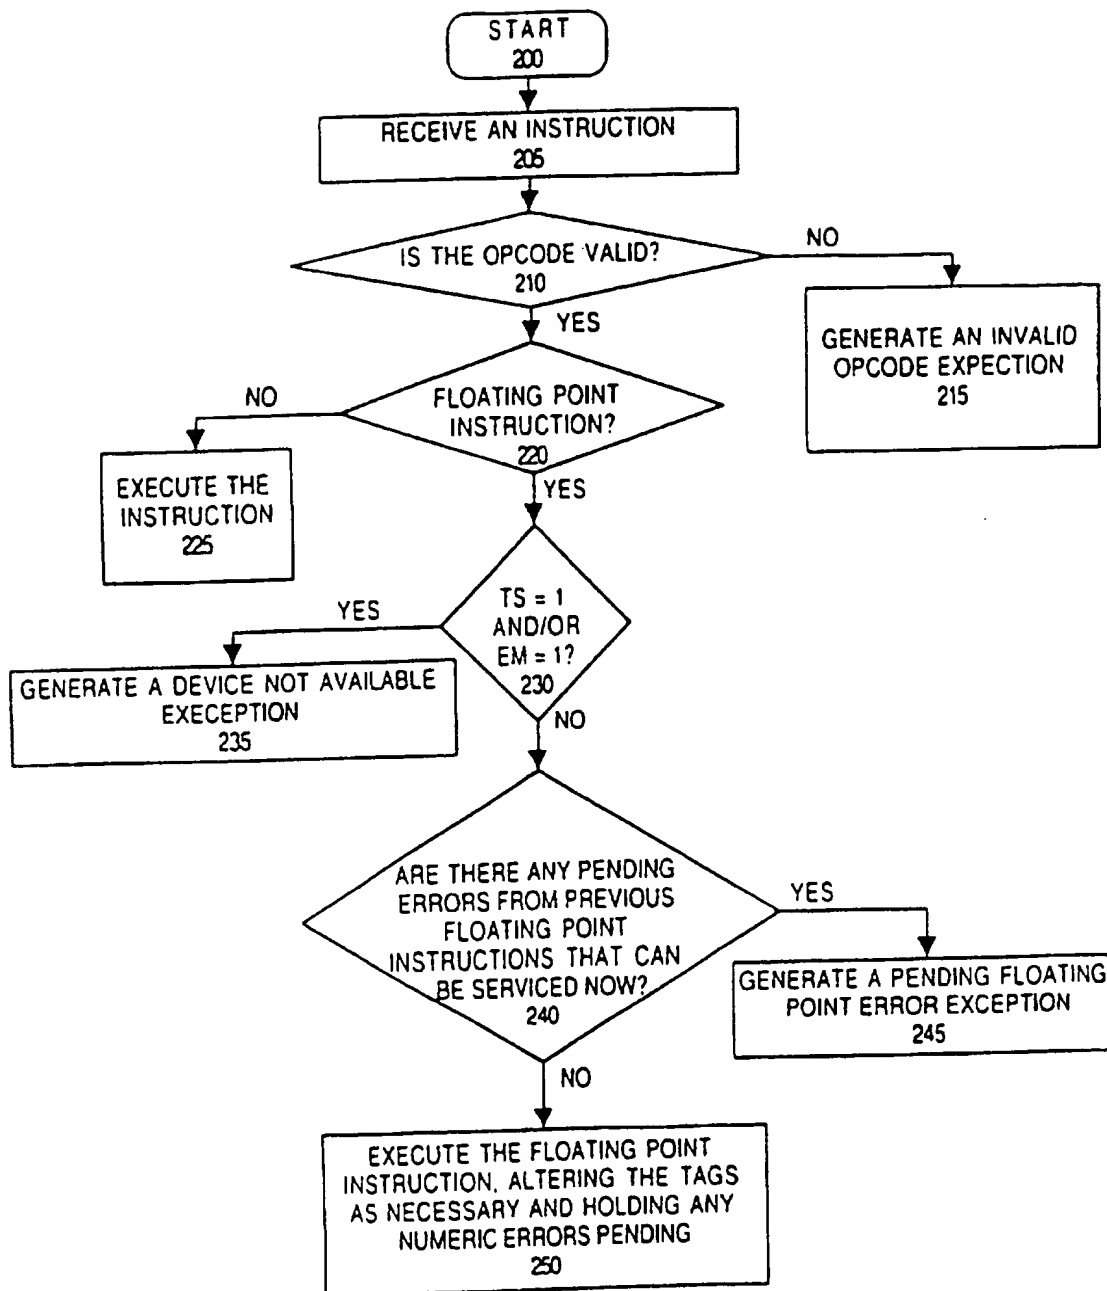 START
200
RECEIVE AN INSTRUCTION
205
IS THE OPCODE VALID?
210
NO
GENERATE AN INVALID
OPCODE EXPECTION
215
YES
FLOATING POINT
INSTRUCTION?
220
NO
EXECUTE THE
INSTRUCTION
225
YES
TS = 1
AND/OR
EM = 1?
230
YES
GENERATE A DEVICE NOT AVAILABLE
EXECEPTION
235
NO
ARE THERE ANY PENDING
ERRORS FROM PREVIOUS
FLOATING POINT
INSTRUCTIONS THAT CAN
BE SERVICED NOW?
240
YES
GENERATE A PENDING FLOATING
POINT ERROR EXCEPTION
245
NO
EXECUTE THE FLOATING POINT
INSTRUCTION, ALTERING THE TAGS
AS NECESSARY AND HOLDING ANY
NUMERIC ERRORS PENDING
250